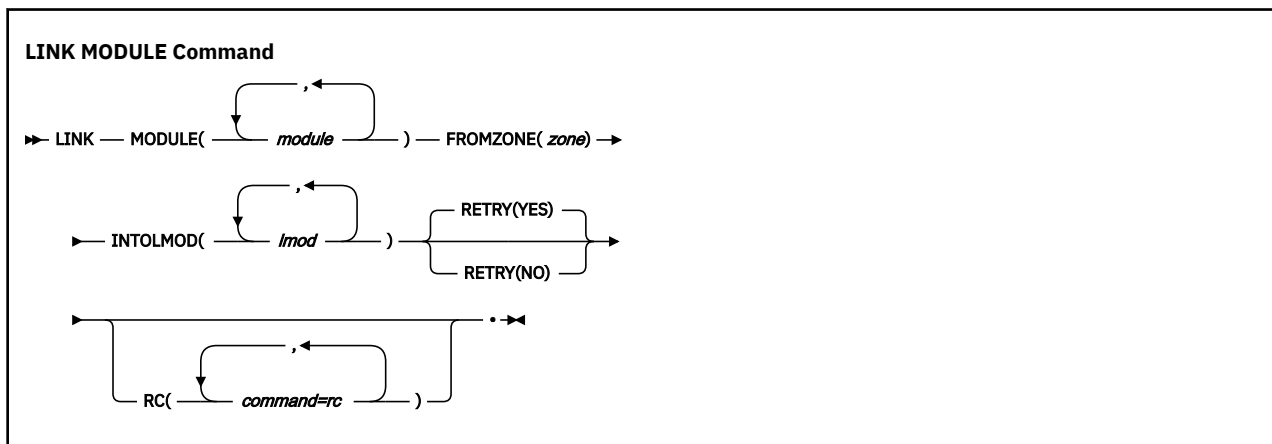 LINK MODULE Command
,
LINK MODULE( module ) FROMZONE( zone)
,
INTOLMOD( lmod )
RETRY(YES)
RETRY(NO)
.
,
RC( command=rc )